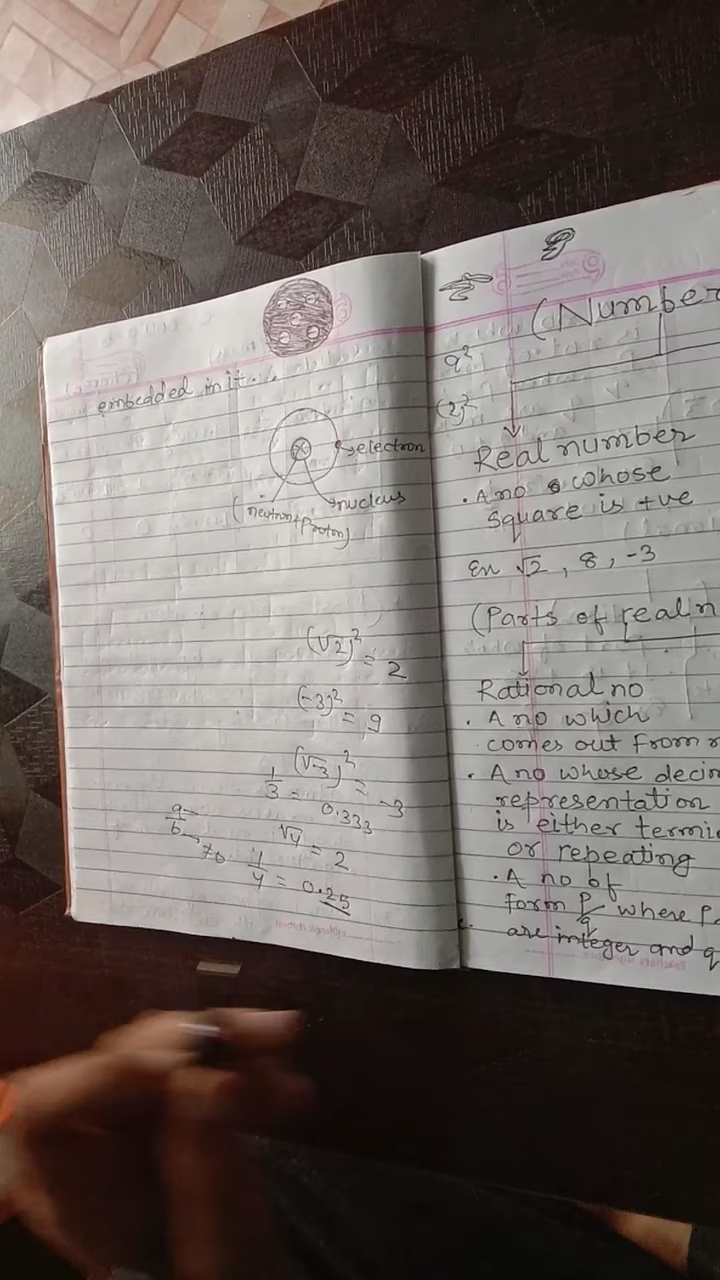 embedded in it.
electron
nucleus
(neutron + Proton)
(√2)² = 2
(-3)² = 9
(√-3)² = -3
1/3 = 0.333
a/b
√4 = 2
= 0.25
(Number
a²
(2)²
Real number
. A no whose
square is +ve
En √2, 8, -3
(Parts of real n
Rational no
. A no which
comes out from
. A no whose decim
representation
is either termi
or repeating
. A no of
form P/q where P
are integer and q